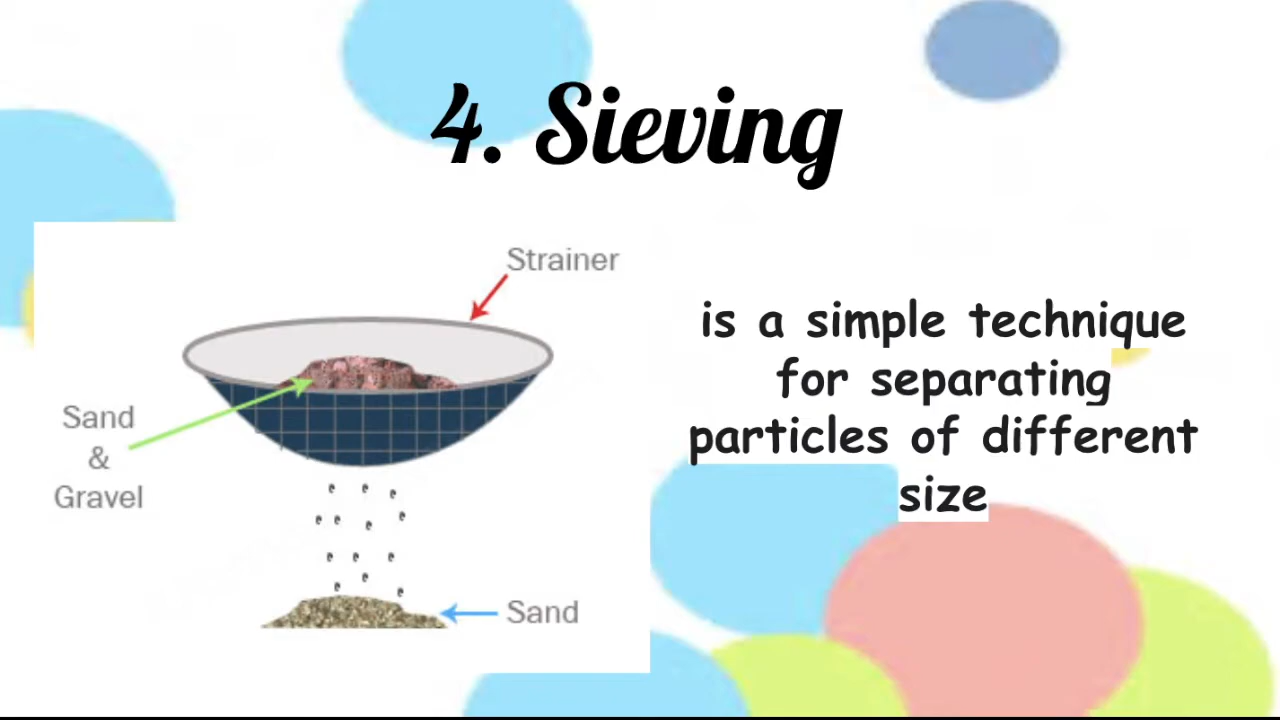 4. Sieving
Strainer
Sand
&
Gravel
Sand
is a simple technique
for separating
particles of different
size